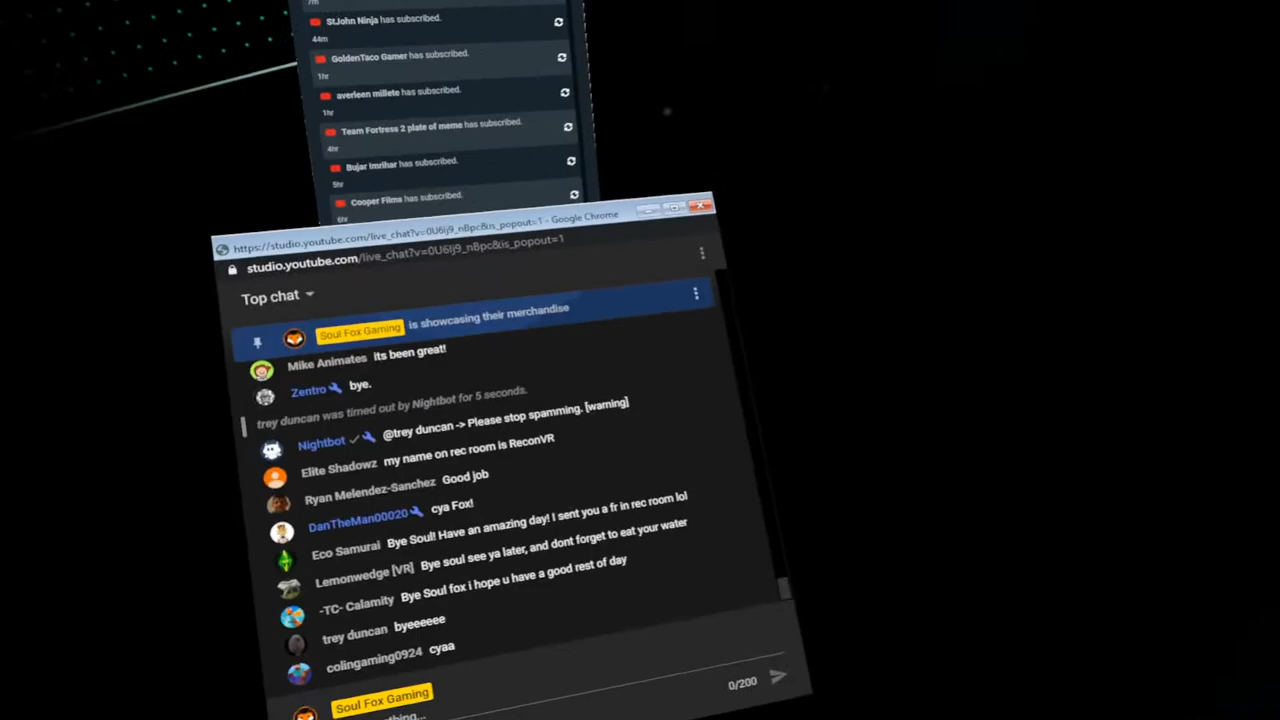 7m
StJohn Ninja has subscribed.
44m
GoldenTaco Gamer has subscribed.
1hr
averleen millete has subscribed.
1hr
Team Fortress 2 plate of meme has subscribed.
4hr
Bujar Imrihar has subscribed.
5hr
Cooper Films has subscribed.
6hr
https://studio.youtube.com/live_chat?v=0U6Ij9_nBpc&is_popout=1 - Google Chrome
studio.youtube.com/live_chat?v=0U6Ij9_nBpc&is_popout=1
Top chat
Soul Fox Gaming is showcasing their merchandise
Mike Animates its been great!
Zentro bye.
trey duncan was timed out by Nightbot for 5 seconds.
Nightbot @trey duncan -> Please stop spamming. [warning]
Elite Shadowz my name on rec room is ReconVR
Ryan Melendez-Sanchez Good job
DanTheMan00020 cya Fox!
Eco Samurai Bye Soul! Have an amazing day! I sent you a fr in rec room lol
Lemonwedge [VR] Bye soul see ya later, and dont forget to eat your water
-TC- Calamity Bye Soul fox i hope u have a good rest of day
trey duncan byeeeeee
colingaming0924 cyaa
Soul Fox Gaming
0/200